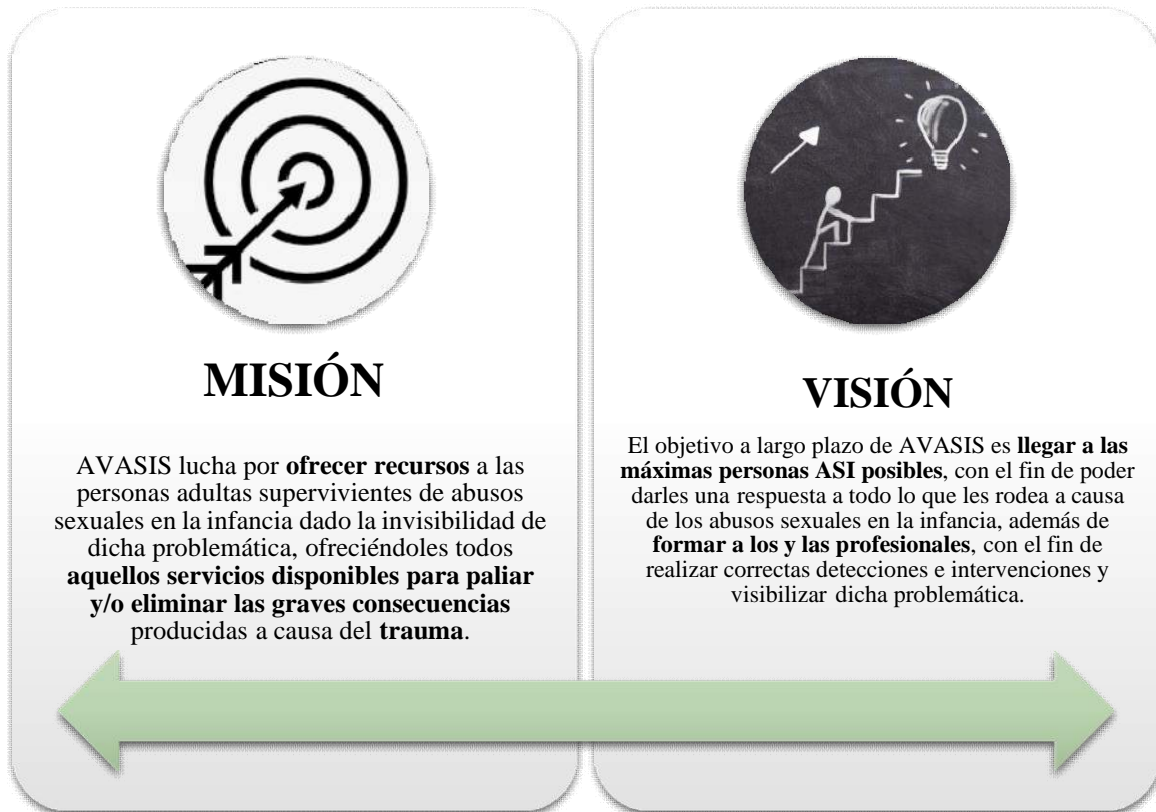 MISIÓN
AVASIS lucha por ofrecer recursos a las
personas adultas supervivientes de abusos
sexuales en la infancia dado la invisibilidad de
dicha problemática, ofreciéndoles todos
aquellos servicios disponibles para paliar
y/o eliminar las graves consecuencias
producidas a causa del trauma.
VISIÓN
El objetivo a largo plazo de AVASIS es llegar a las
máximas personas ASI posibles, con el fin de poder
darles una respuesta a todo lo que les rodea a causa
de los abusos sexuales en la infancia, además de
formar a los y las profesionales, con el fin de
realizar correctas detecciones e intervenciones y
visibilizar dicha problemática.